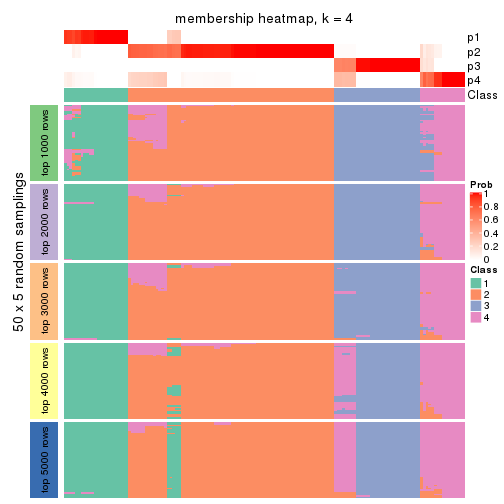 membership heatmap, k = 4
p1
p2
p3
p4
Class
50 x 5 random samplings
top 1000 rows
top 2000 rows
top 3000 rows
top 4000 rows
top 5000 rows
Prob
1
0.8
0.6
0.4
0.2
0
Class
1
2
3
4